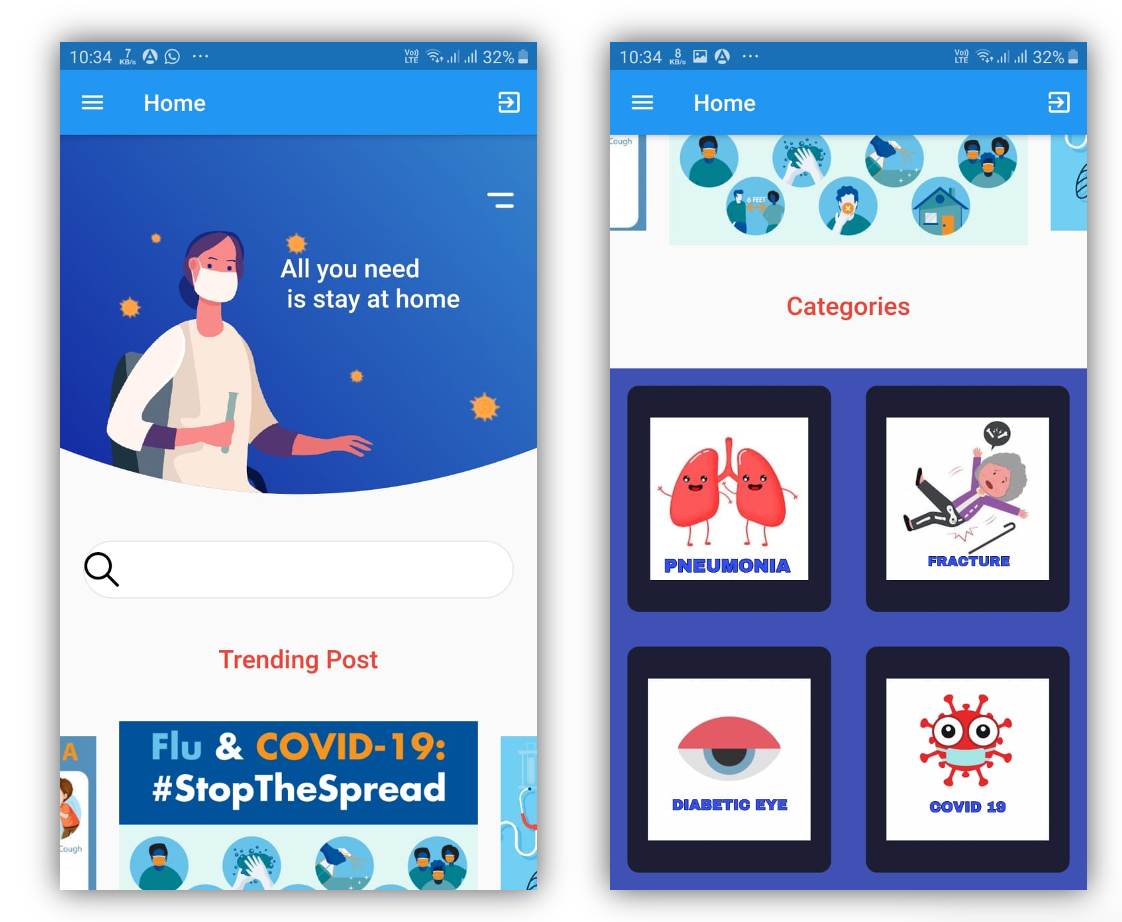 10:34 7 KB/s ··· Vo) LTE 32%
Home
All you need
is stay at home
Trending Post
A
Flu & COVID-19:
#StopTheSpread
Cough
10:34 8 KB/s ··· Vo) LTE 32%
Home
Cough
6 FEET
Categories
PNEUMONIA
FRACTURE
DIABETIC EYE
COVID 19